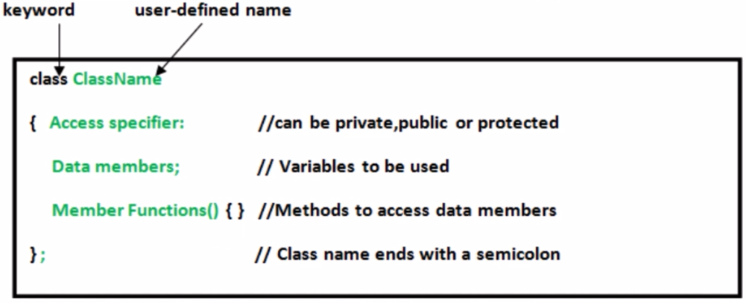 keyword user-defined name
class ClassName
{ Access specifier: //can be private,public or protected
Data members; // Variables to be used
Member Functions() { } //Methods to access data members
} ; // Class name ends with a semicolon